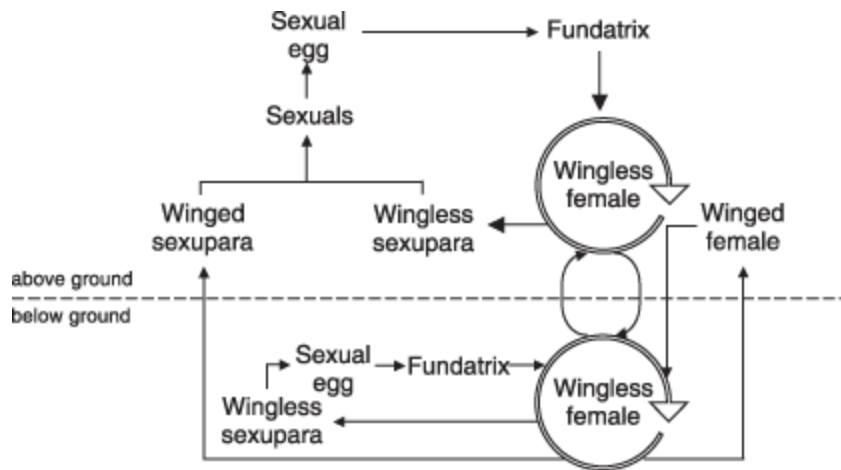 Sexual
egg
Fundatrix
Sexuals
Wingless
female
Winged
sexupara
Wingless
sexupara
Winged
female
above ground
below ground
Sexual
egg
Fundatrix
Wingless
female
Wingless
sexupara